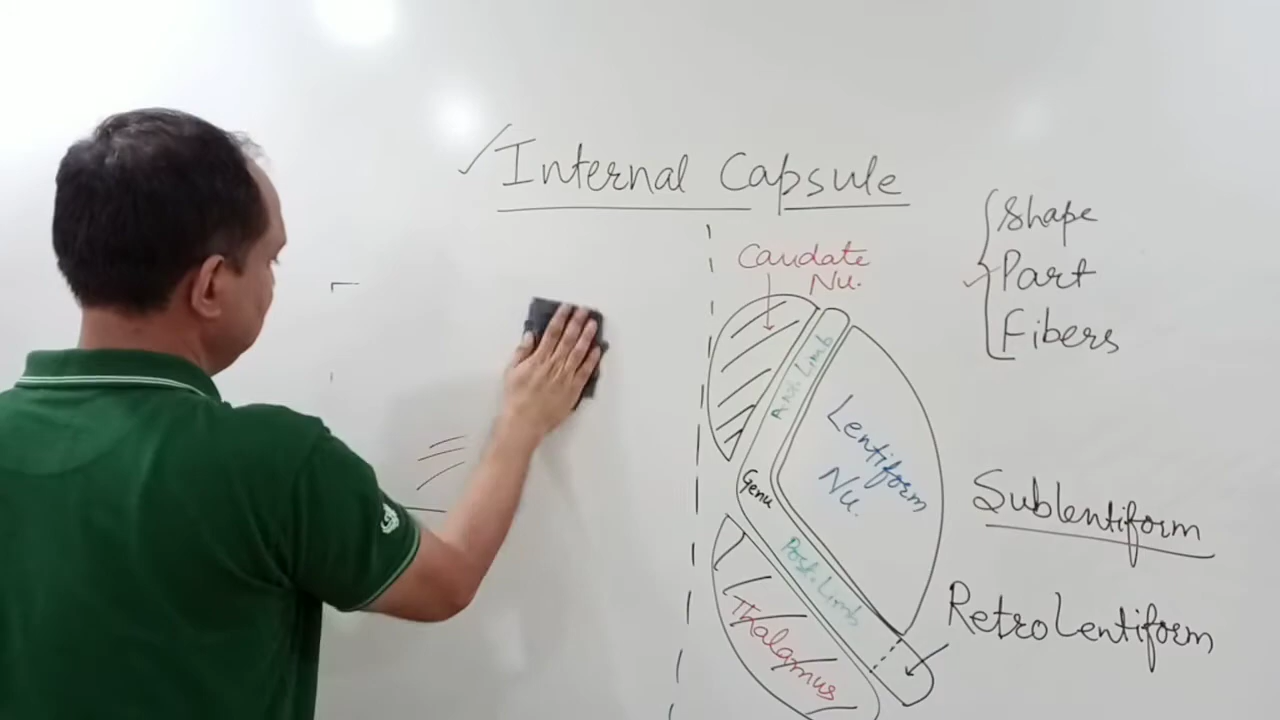 Internal Capsule
Shape
Part
Fibers
Caudate
Nu.
Ant. Limb
Lentiform
Nu.
Genu
Post. Limb
Thalamus
Sublentiform
RetroLentiform